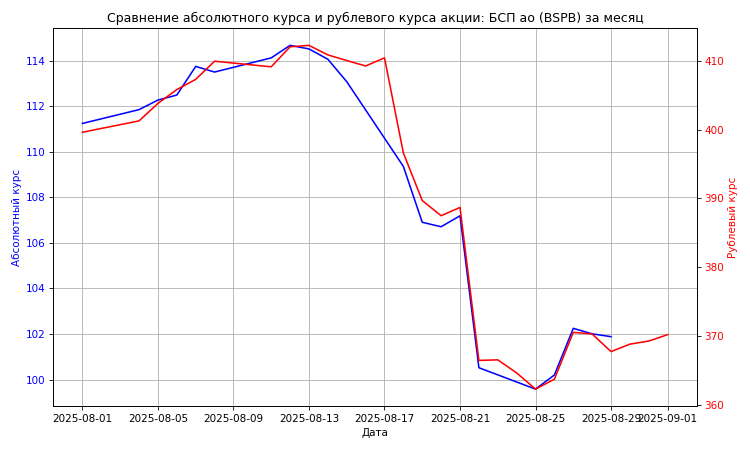 Сравнение абсолютного курса и рублевого курса акции: БСП ао (BSPB) за месяц
114
112
110
108
106
104
102
100
Абсолютный курс
410
400
390
380
370
360
Рублевый курс
2025-08-01 2025-08-05 2025-08-09 2025-08-13 2025-08-17 2025-08-21 2025-08-25 2025-08-29 2025-09-01
Дата